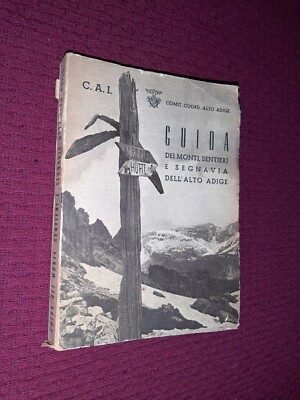 C.A.I.
COMIT. COORD. ALTO ADIGE
GUIDA
DEI MONTI, SENTIERI
E SEGNAVIA
DELL'ALTO ADIGE